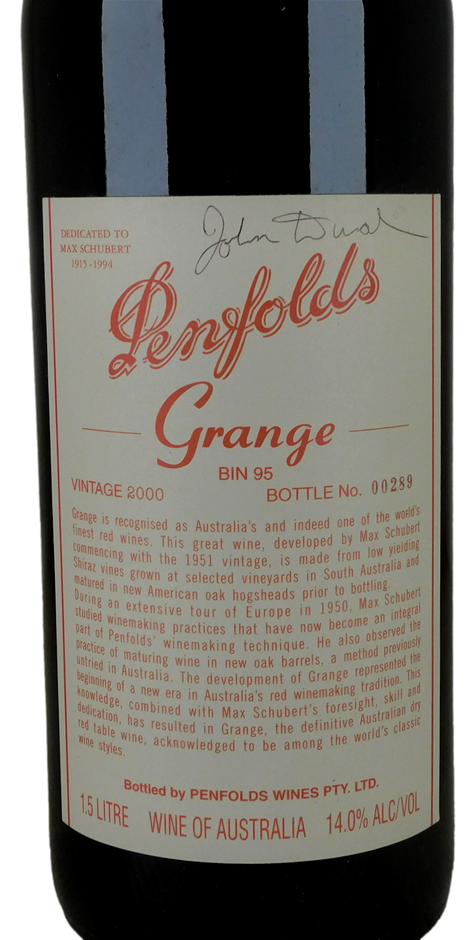 John Duval
DEDICATED TO
MAX SCHUBERT
1915 - 1994
Penfolds
Grange
BIN 95
VINTAGE 2000
BOTTLE No. 00289
Grange is recognised as Australia's and indeed one of the world's
finest red wines. This great wine, developed by Max Schubert
commencing with the 1951 vintage, is made from low yielding
Shiraz vines grown at selected vineyards in South Australia and
matured in new American oak hogsheads prior to bottling.
During an extensive tour of Europe in 1950, Max Schubert
studied winemaking practices that have now become an integral
part of Penfolds' winemaking technique. He also observed the
practice of maturing wine in new oak barrels, a method previously
untried in Australia. The development of Grange represented the
beginning of a new era in Australia's red winemaking tradition. This
knowledge, combined with Max Schubert's foresight, skill and
dedication, has resulted in Grange, the definitive Australian dry
red table wine, acknowledged to be among the world's classic
wine styles.
Bottled by PENFOLDS WINES PTY. LTD.
1.5 LITRE WINE OF AUSTRALIA 14.0% ALC/VOL